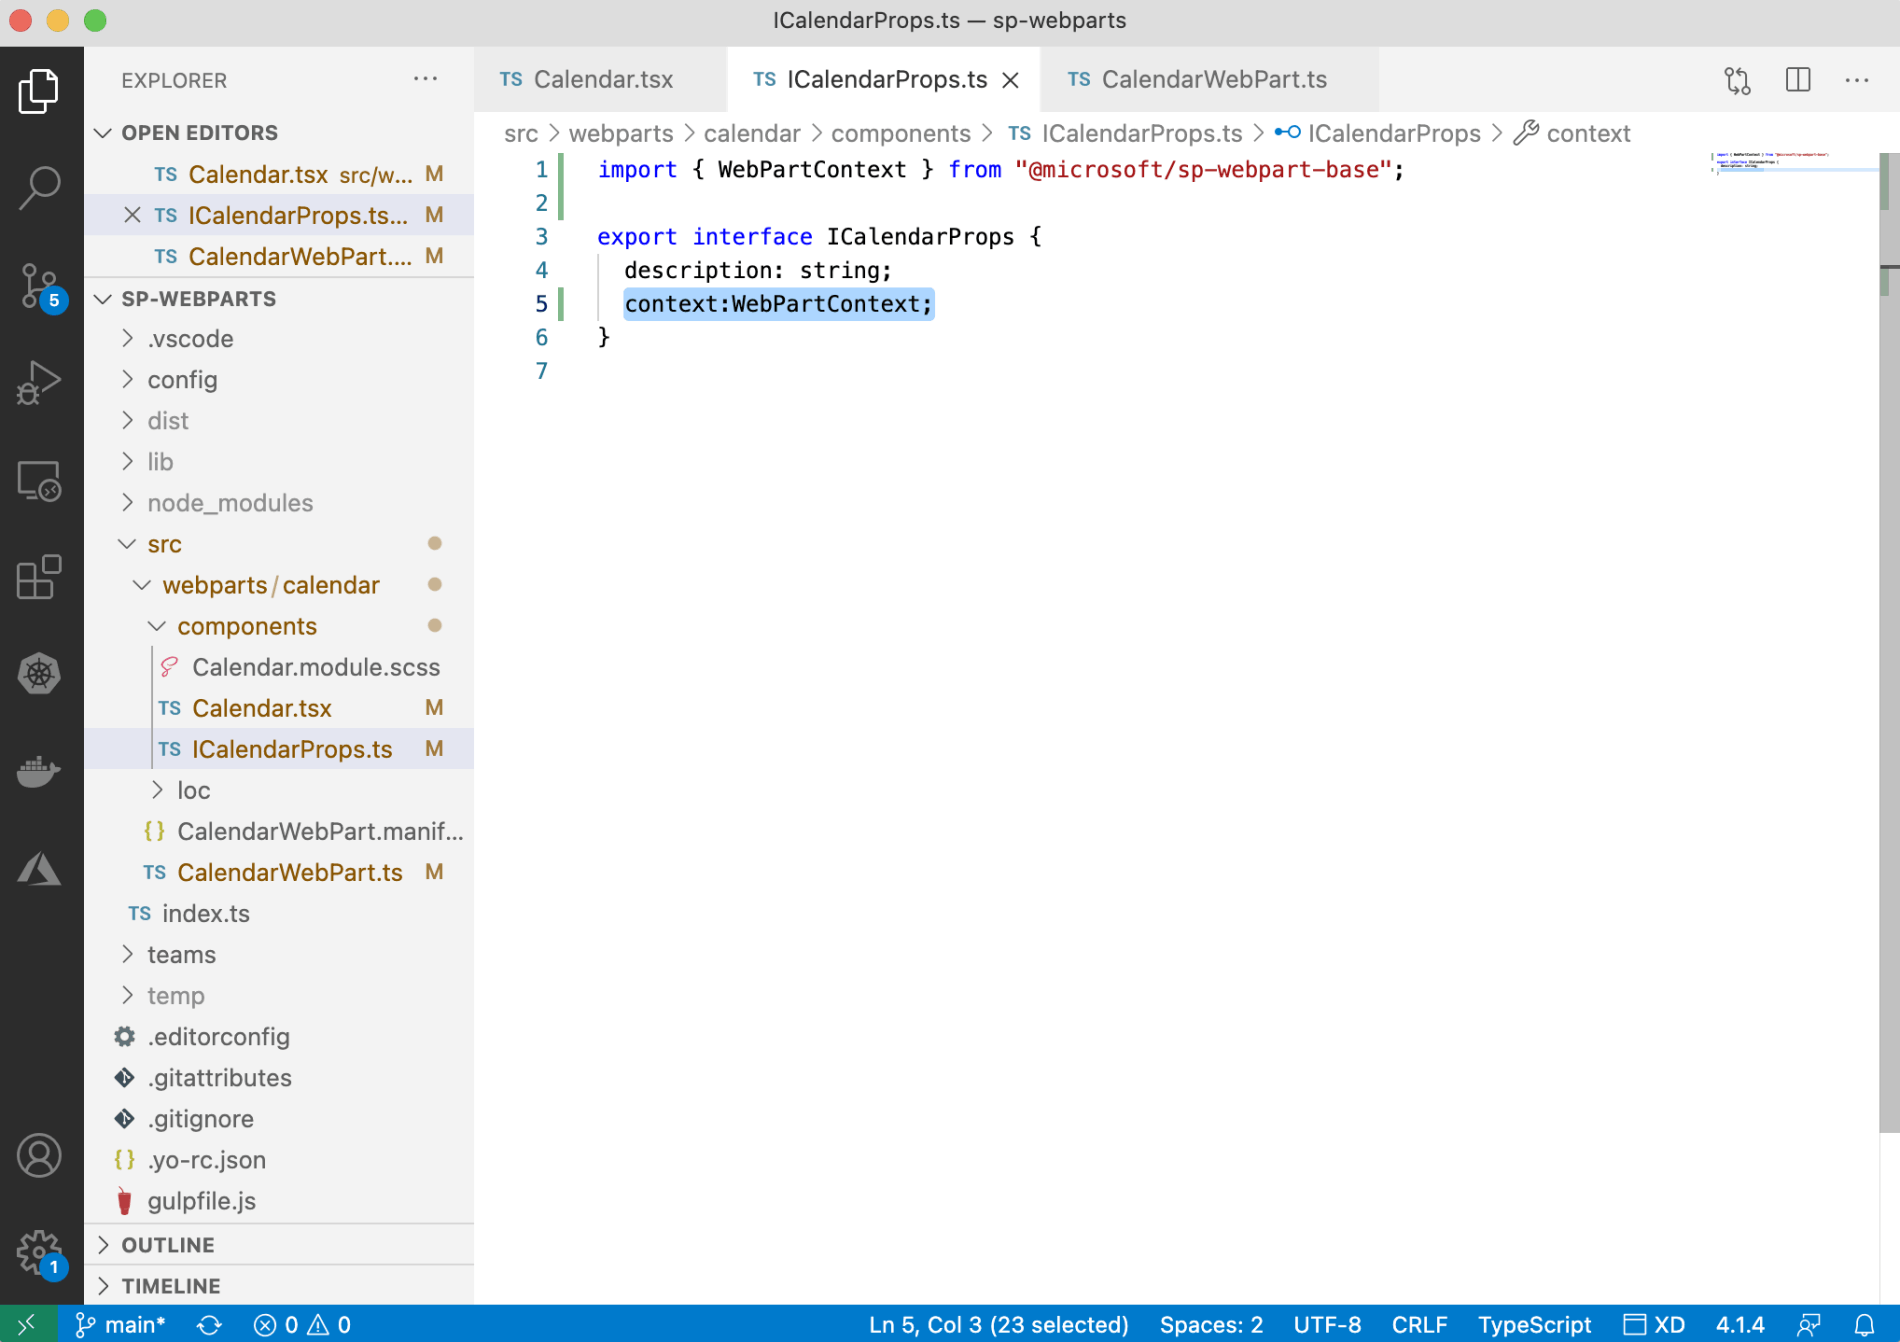 ICalendarProps.ts — sp-webparts
EXPLORER
OPEN EDITORS
TS Calendar.tsx src/w... M
TS ICalendarProps.ts... M
TS CalendarWebPart.... M
SP-WEBPARTS
.vscode
config
dist
lib
node_modules
src
webparts/calendar
components
Calendar.module.scss
TS Calendar.tsx M
TS ICalendarProps.ts M
loc
{} CalendarWebPart.manif...
TS CalendarWebPart.ts M
TS index.ts
teams
temp
.editorconfig
.gitattributes
.gitignore
{} .yo-rc.json
gulpfile.js
OUTLINE
TIMELINE
5
1
TS Calendar.tsx TS ICalendarProps.ts TS CalendarWebPart.ts
src > webparts > calendar > components > TS ICalendarProps.ts > ICalendarProps > context
1 import { WebPartContext } from "@microsoft/sp-webpart-base";
2
3 export interface ICalendarProps {
4 description: string;
5 context:WebPartContext;
6 }
7
main* 0 0 Ln 5, Col 3 (23 selected) Spaces: 2 UTF-8 CRLF TypeScript XD 4.1.4